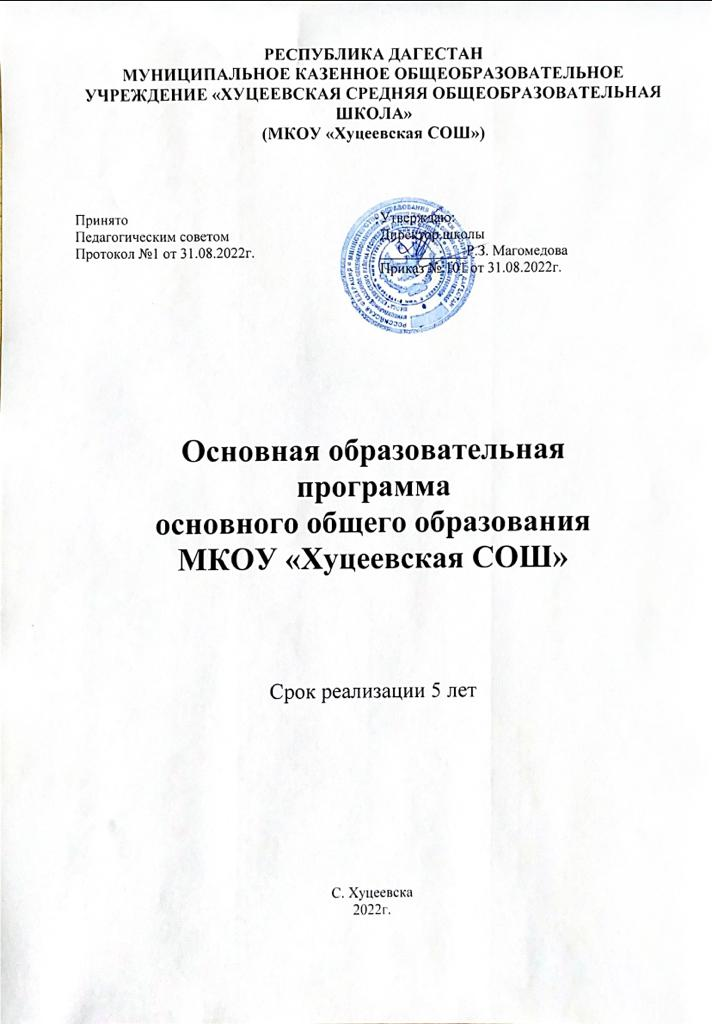 РЕСПУБЛИКА ДАГЕСТАН
МУНИЦИПАЛЬНОЕ КАЗЕННОЕ ОБЩЕОБРАЗОВАТЕЛЬНОЕ
УЧРЕЖДЕНИЕ «ХУЦЕЕВСКАЯ СРЕДНЯЯ ОБЩЕОБРАЗОВАТЕЛЬНАЯ
ШКОЛА»
(МКОУ «Хуцеевская СОШ»)
Принято
Педагогическим советом
Протокол №1 от 31.08.2022г.
Утверждаю:
Директор школы
Р.З. Магомедова
Приказ № 101 от 31.08.2022г.
Основная образовательная
программа
основного общего образования
МКОУ «Хуцеевская СОШ»
Срок реализации 5 лет
С. Хуцеевска
2022г.